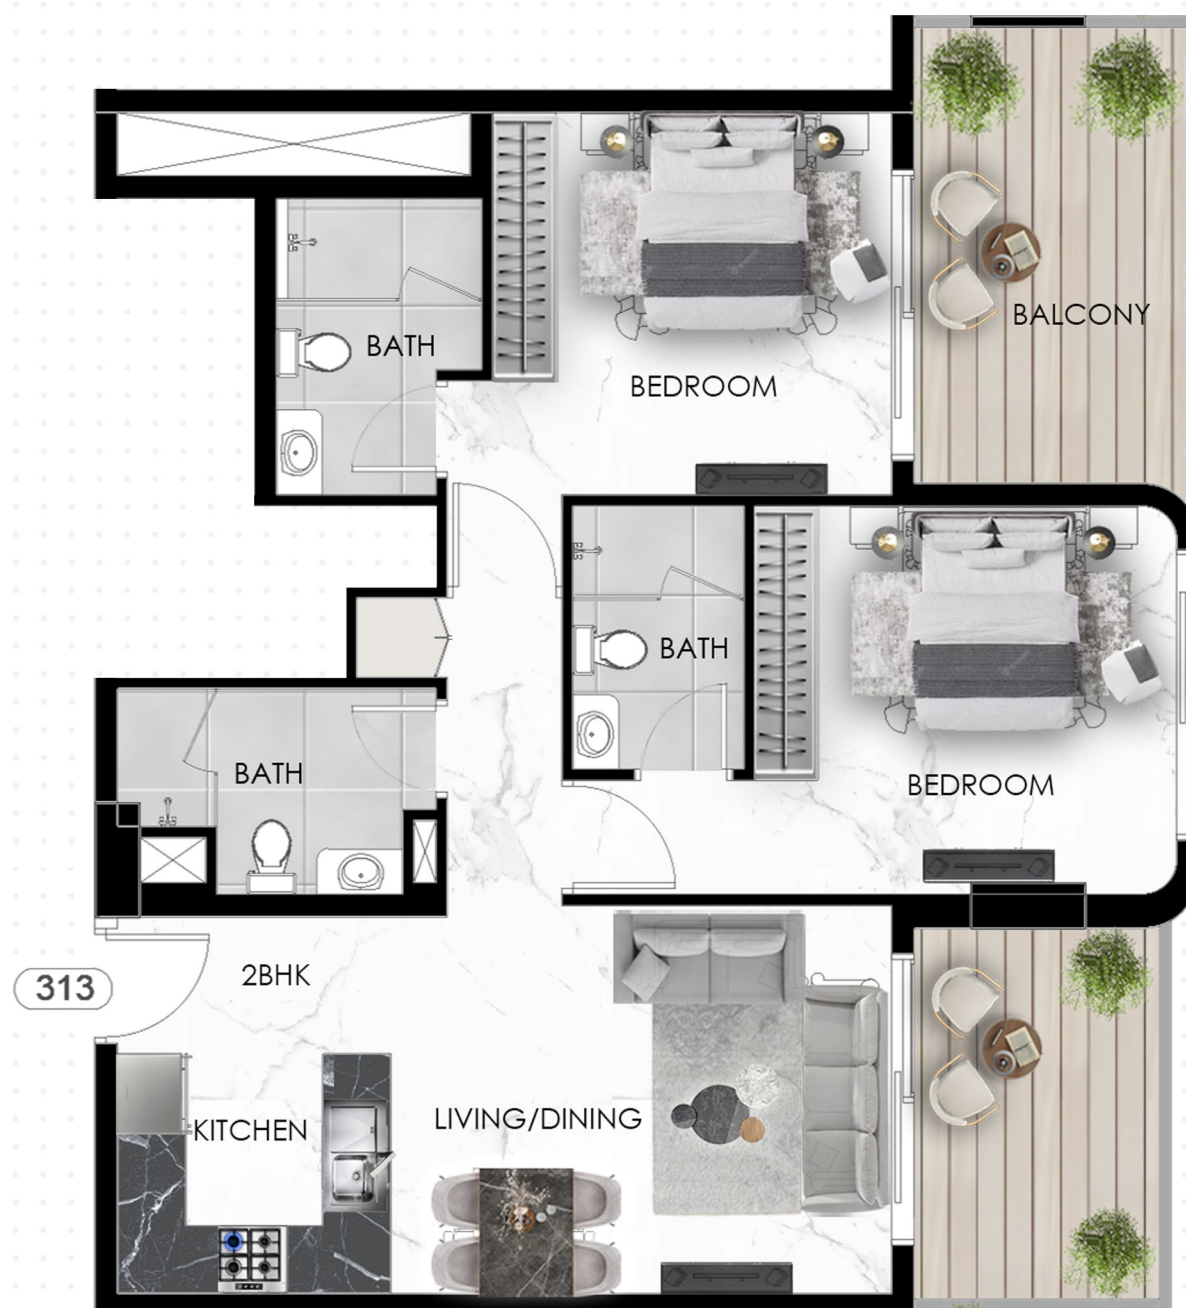 BALCONY
BATH
BEDROOM
BATH
BATH
BEDROOM
2BHK
313
LIVING/DINING
KITCHEN